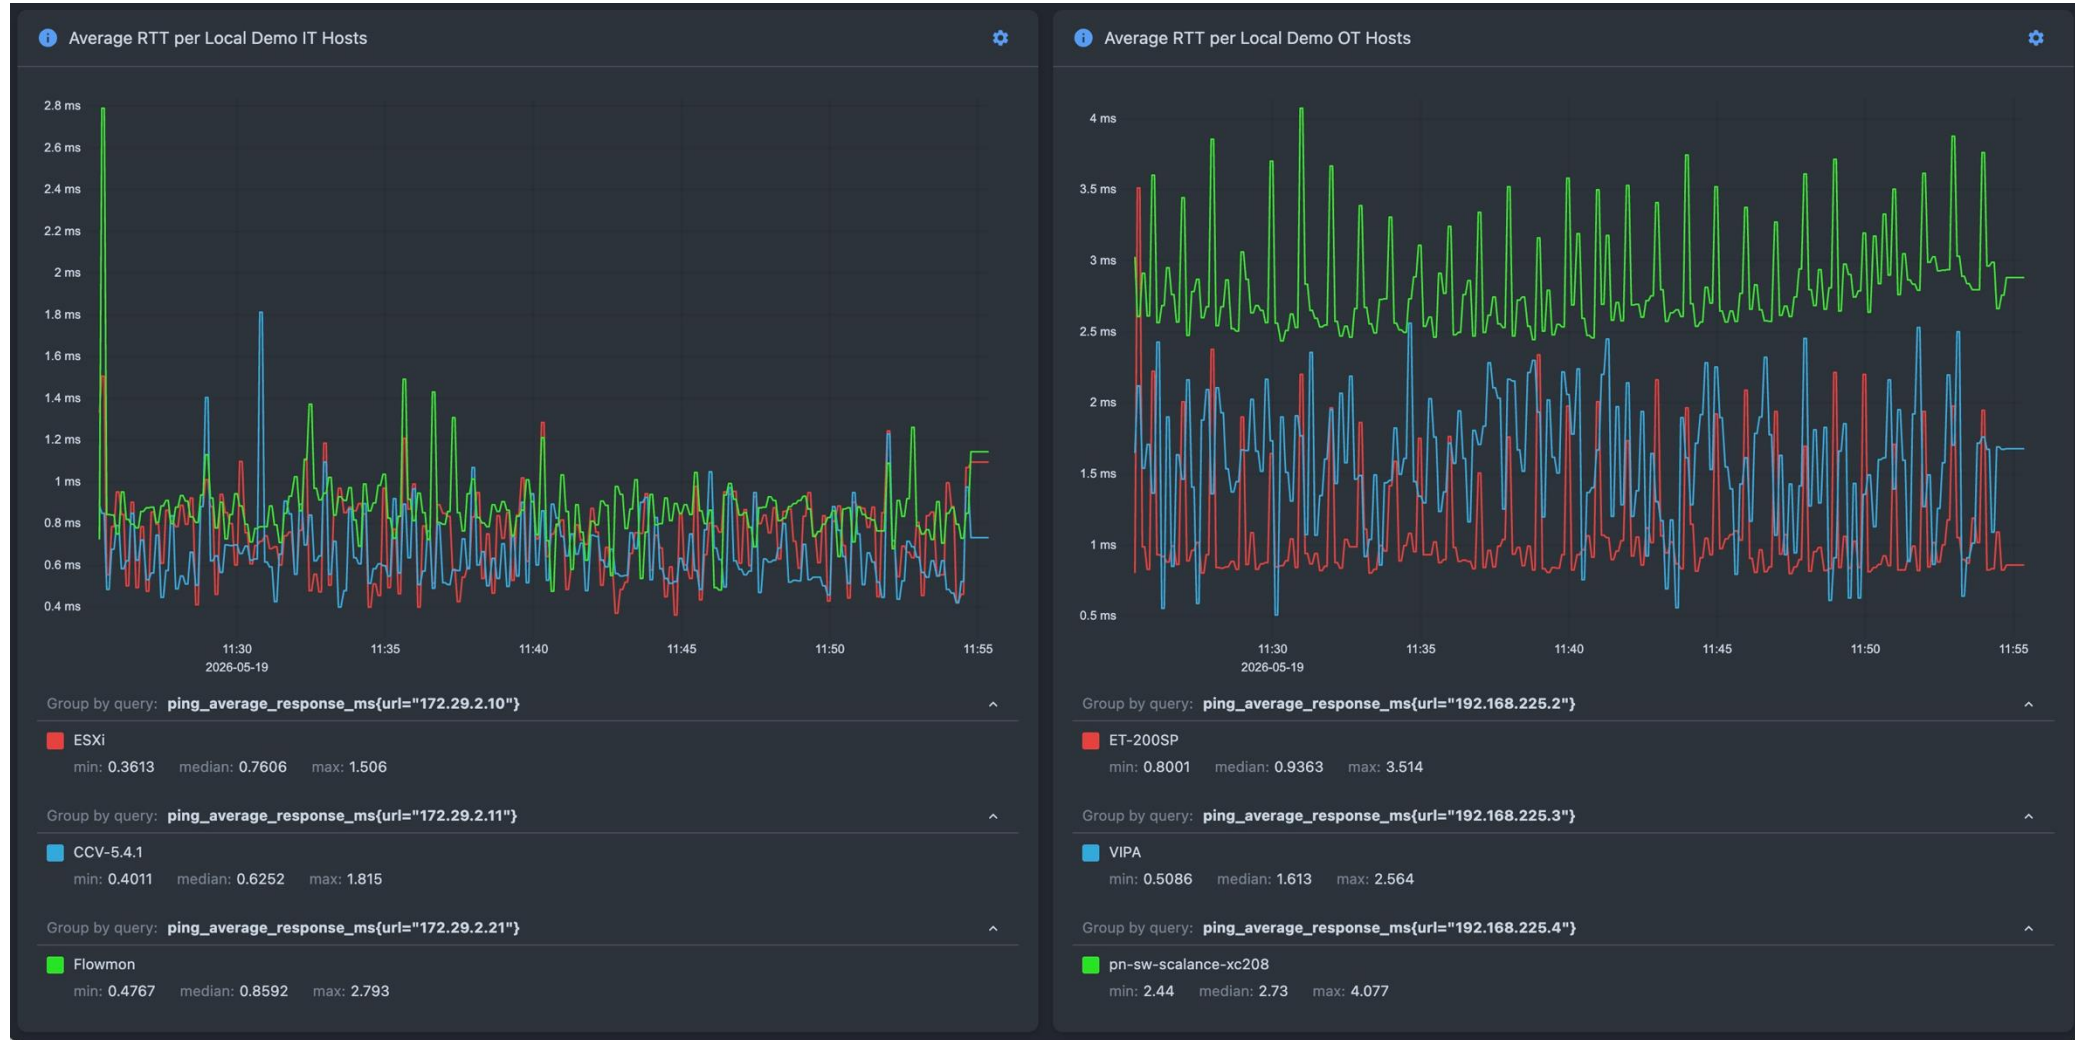 Average RTT per Local Demo IT Hosts
2.8 ms
2.6 ms
2.4 ms
2.2 ms
2 ms
1.8 ms
1.6 ms
1.4 ms
1.2 ms
1 ms
0.8 ms
0.6 ms
0.4 ms
11:30 11:35 11:40 11:45 11:50 11:55
2026-05-19
Group by query: ping_average_response_ms{url="172.29.2.10"}
ESXi
min: 0.3613 median: 0.7606 max: 1.506
Group by query: ping_average_response_ms{url="172.29.2.11"}
CCV-5.4.1
min: 0.4011 median: 0.6252 max: 1.815
Group by query: ping_average_response_ms{url="172.29.2.21"}
Flowmon
min: 0.4767 median: 0.8592 max: 2.793
Average RTT per Local Demo OT Hosts
4 ms
3.5 ms
3 ms
2.5 ms
2 ms
1.5 ms
1 ms
0.5 ms
11:30 11:35 11:40 11:45 11:50 11:55
2026-05-19
Group by query: ping_average_response_ms{url="192.168.225.2"}
ET-200SP
min: 0.8001 median: 0.9363 max: 3.514
Group by query: ping_average_response_ms{url="192.168.225.3"}
VIPA
min: 0.5086 median: 1.613 max: 2.564
Group by query: ping_average_response_ms{url="192.168.225.4"}
pn-sw-scalance-xc208
min: 2.44 median: 2.73 max: 4.077